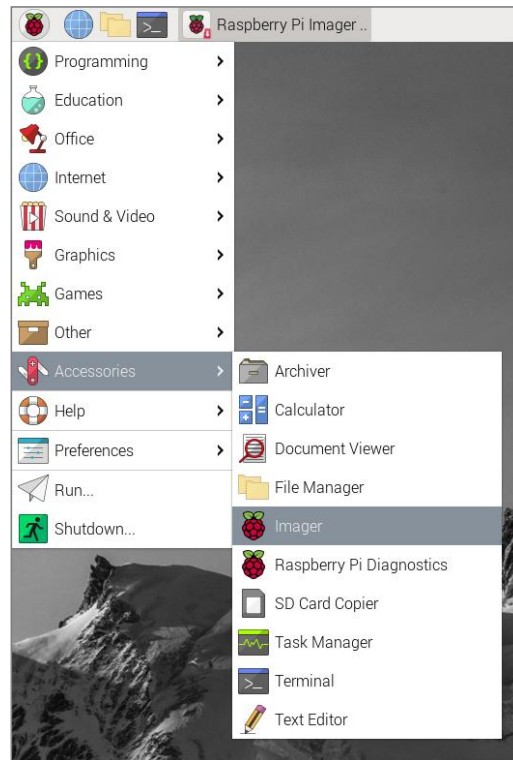 Raspberry Pi Imager ..
Programming
Education
Office
Internet
Sound & Video
Graphics
Games
Other
Accessories
Help
Preferences
Run...
Shutdown...
Archiver
Calculator
Document Viewer
File Manager
Imager
Raspberry Pi Diagnostics
SD Card Copier
Task Manager
Terminal
Text Editor